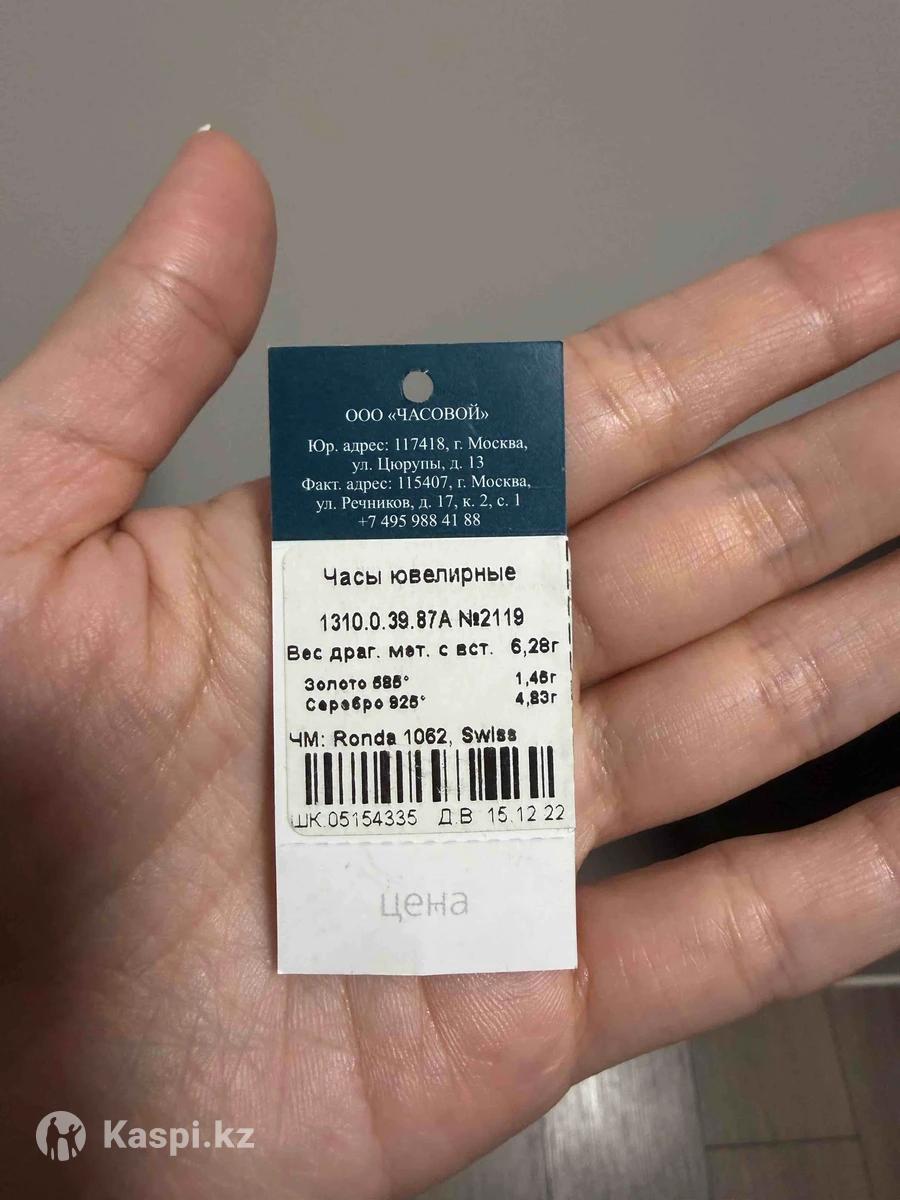 ООО «ЧАСОВОЙ»
Юр. адрес: 117418, г. Москва,
ул. Цюрупы, д. 13
Факт. адрес: 115407, г. Москва,
ул. Речников, д. 17, к. 2, с. 1
+7 495 988 41 88
Часы ювелирные
1310.0.39.87А №2119
Вес драг. мет. с вст. 6,28г
Золото 585° 1,45г
Серебро 925° 4,83г
ЧМ: Ronda 1062, Swiss
ШК:05154335 Д.В 15.12.22
цена
Kaspi.kz